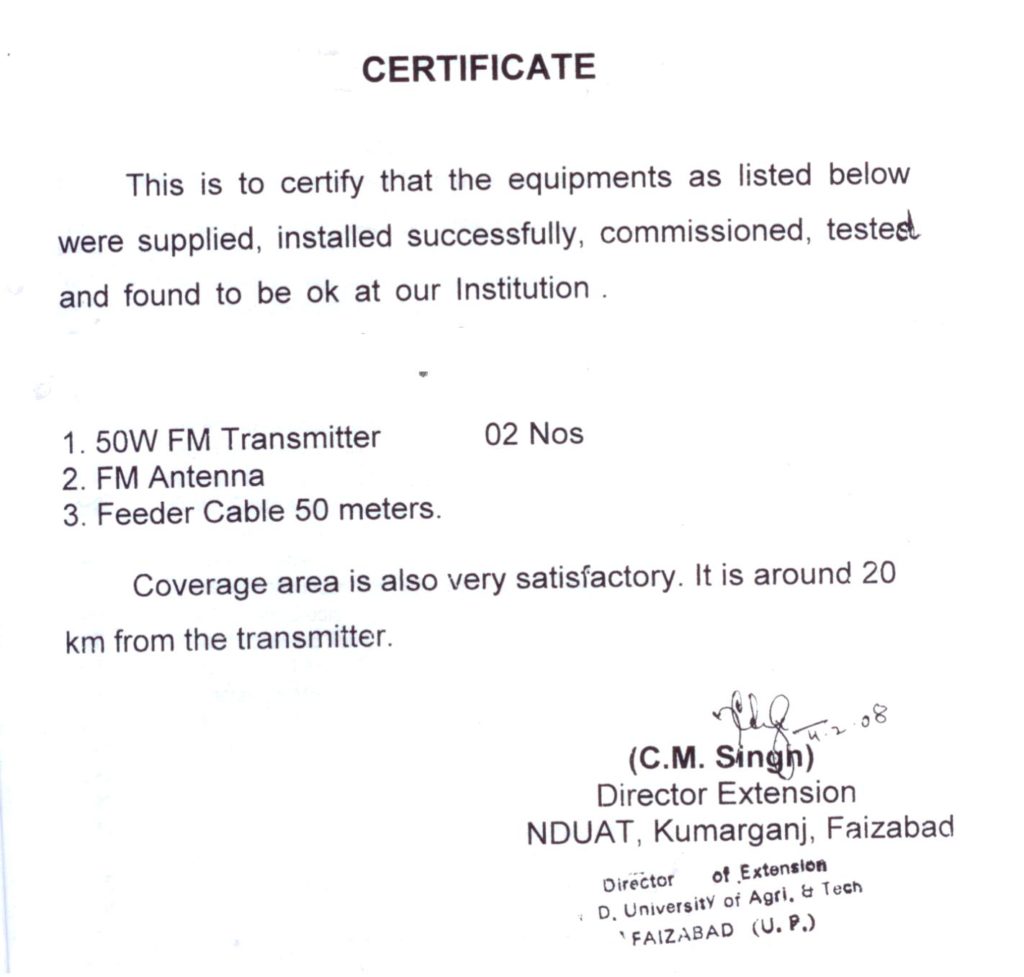 CERTIFICATE
This is to certify that the equipments as listed below
were supplied, installed successfully, commissioned, tested
and found to be ok at our Institution .
1. 50W FM Transmitter 02 Nos
2. FM Antenna
3. Feeder Cable 50 meters.
Coverage area is also very satisfactory. It is around 20
km from the transmitter.
4.2.08
(C.M. Singh)
Director Extension
NDUAT, Kumarganj, Faizabad
Director of Extension
D. University of Agri. & Tech
FAIZABAD (U. P.)